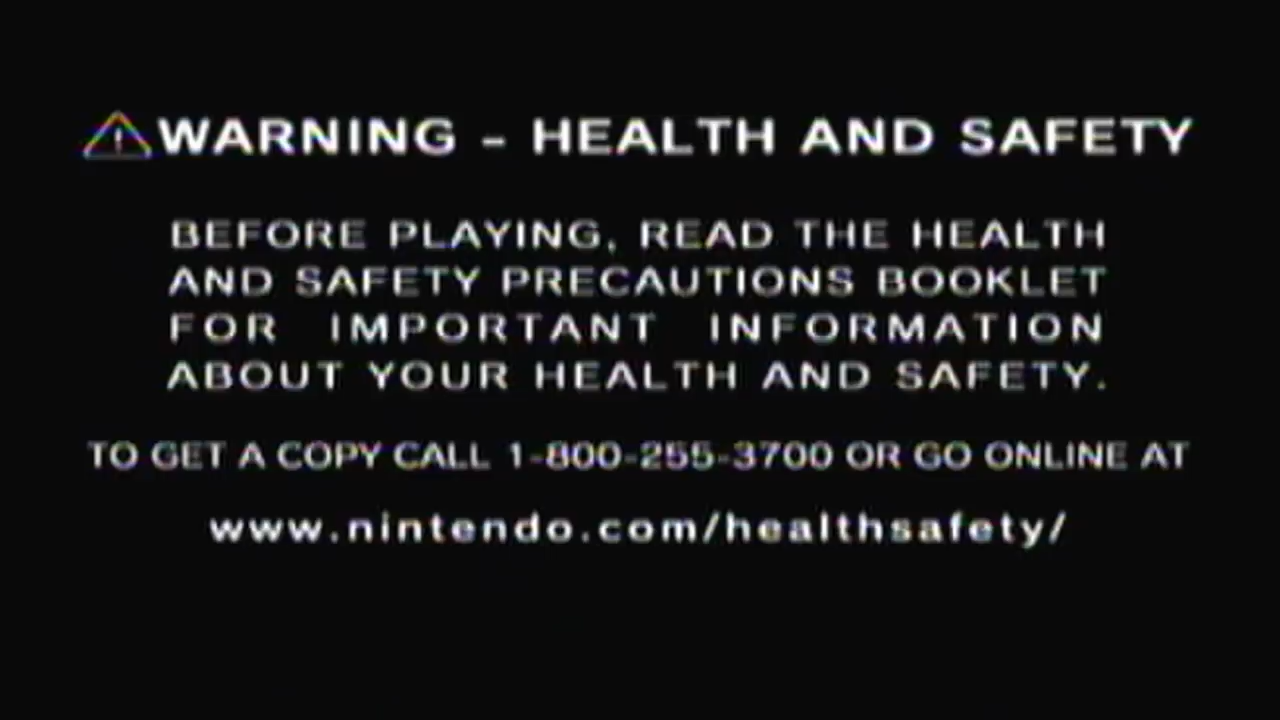 ⚠WARNING – HEALTH AND SAFETY
BEFORE PLAYING, READ THE HEALTH
AND SAFETY PRECAUTIONS BOOKLET
FOR IMPORTANT INFORMATION
ABOUT YOUR HEALTH AND SAFETY.
TO GET A COPY CALL 1-800-255-3700 OR GO ONLINE AT
www.nintendo.com/healthsafety/